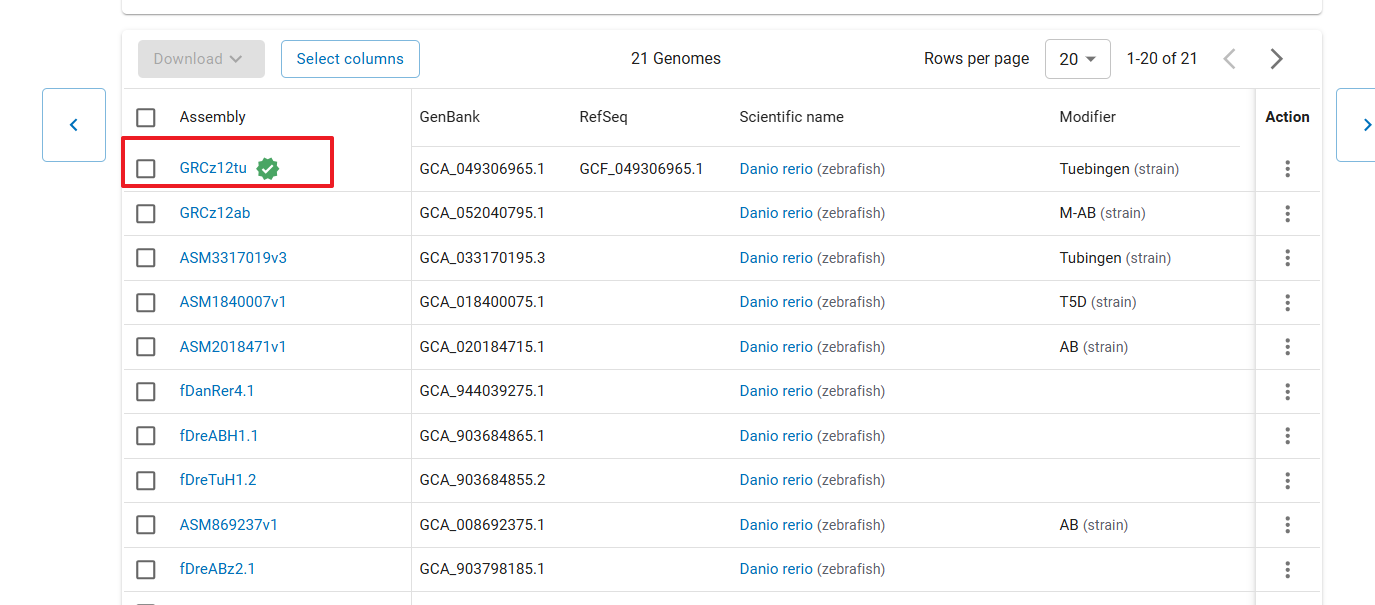 Download Select columns 21 Genomes Rows per page 20 1-20 of 21
Assembly GenBank RefSeq Scientific name Modifier Action
GRCz12tu GCA_049306965.1 GCF_049306965.1 Danio rerio (zebrafish) Tuebingen (strain)
GRCz12ab GCA_052040795.1 Danio rerio (zebrafish) M-AB (strain)
ASM3317019v3 GCA_033170195.3 Danio rerio (zebrafish) Tubingen (strain)
ASM1840007v1 GCA_018400075.1 Danio rerio (zebrafish) T5D (strain)
ASM2018471v1 GCA_020184715.1 Danio rerio (zebrafish) AB (strain)
fDanRer4.1 GCA_944039275.1 Danio rerio (zebrafish)
fDreABH1.1 GCA_903684865.1 Danio rerio (zebrafish)
fDreTuH1.2 GCA_903684855.2 Danio rerio (zebrafish)
ASM869237v1 GCA_008692375.1 Danio rerio (zebrafish) AB (strain)
fDreABz2.1 GCA_903798185.1 Danio rerio (zebrafish)